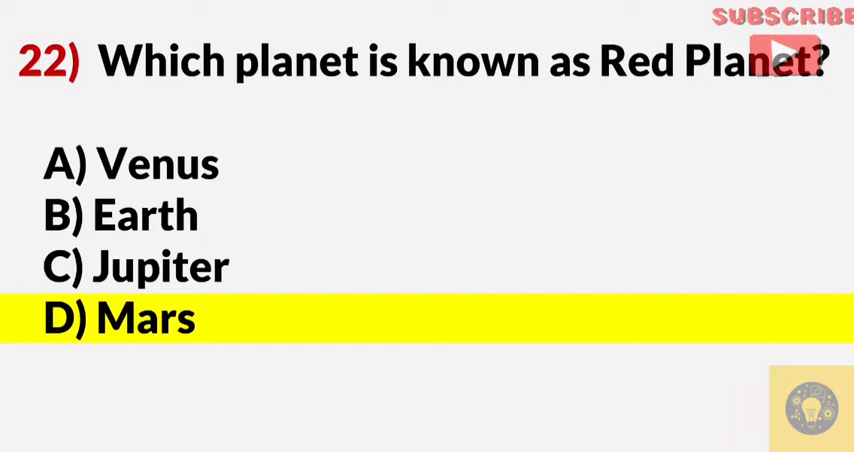 SUBSCRIBE
22) Which planet is known as Red Planet?
A) Venus
B) Earth
C) Jupiter
D) Mars